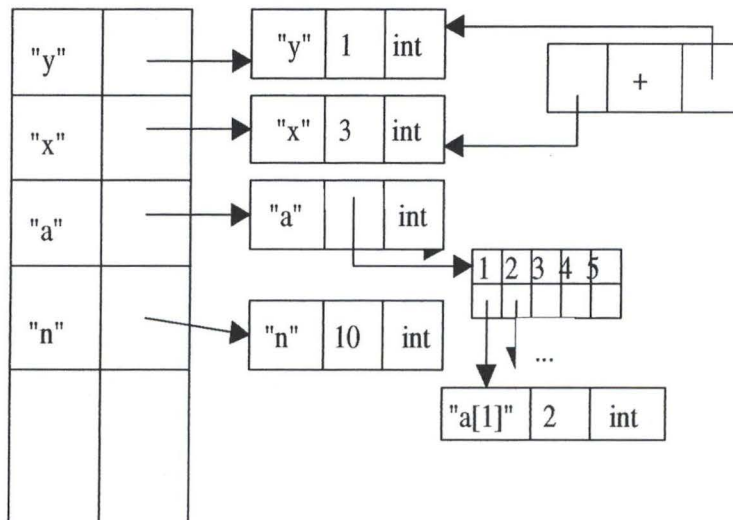 "y" "y" 1 int
+
"x" "x" 3 int
"a" "a" int
1 2 3 4 5
"n" "n" 10 int
...
"a[1]" 2 int